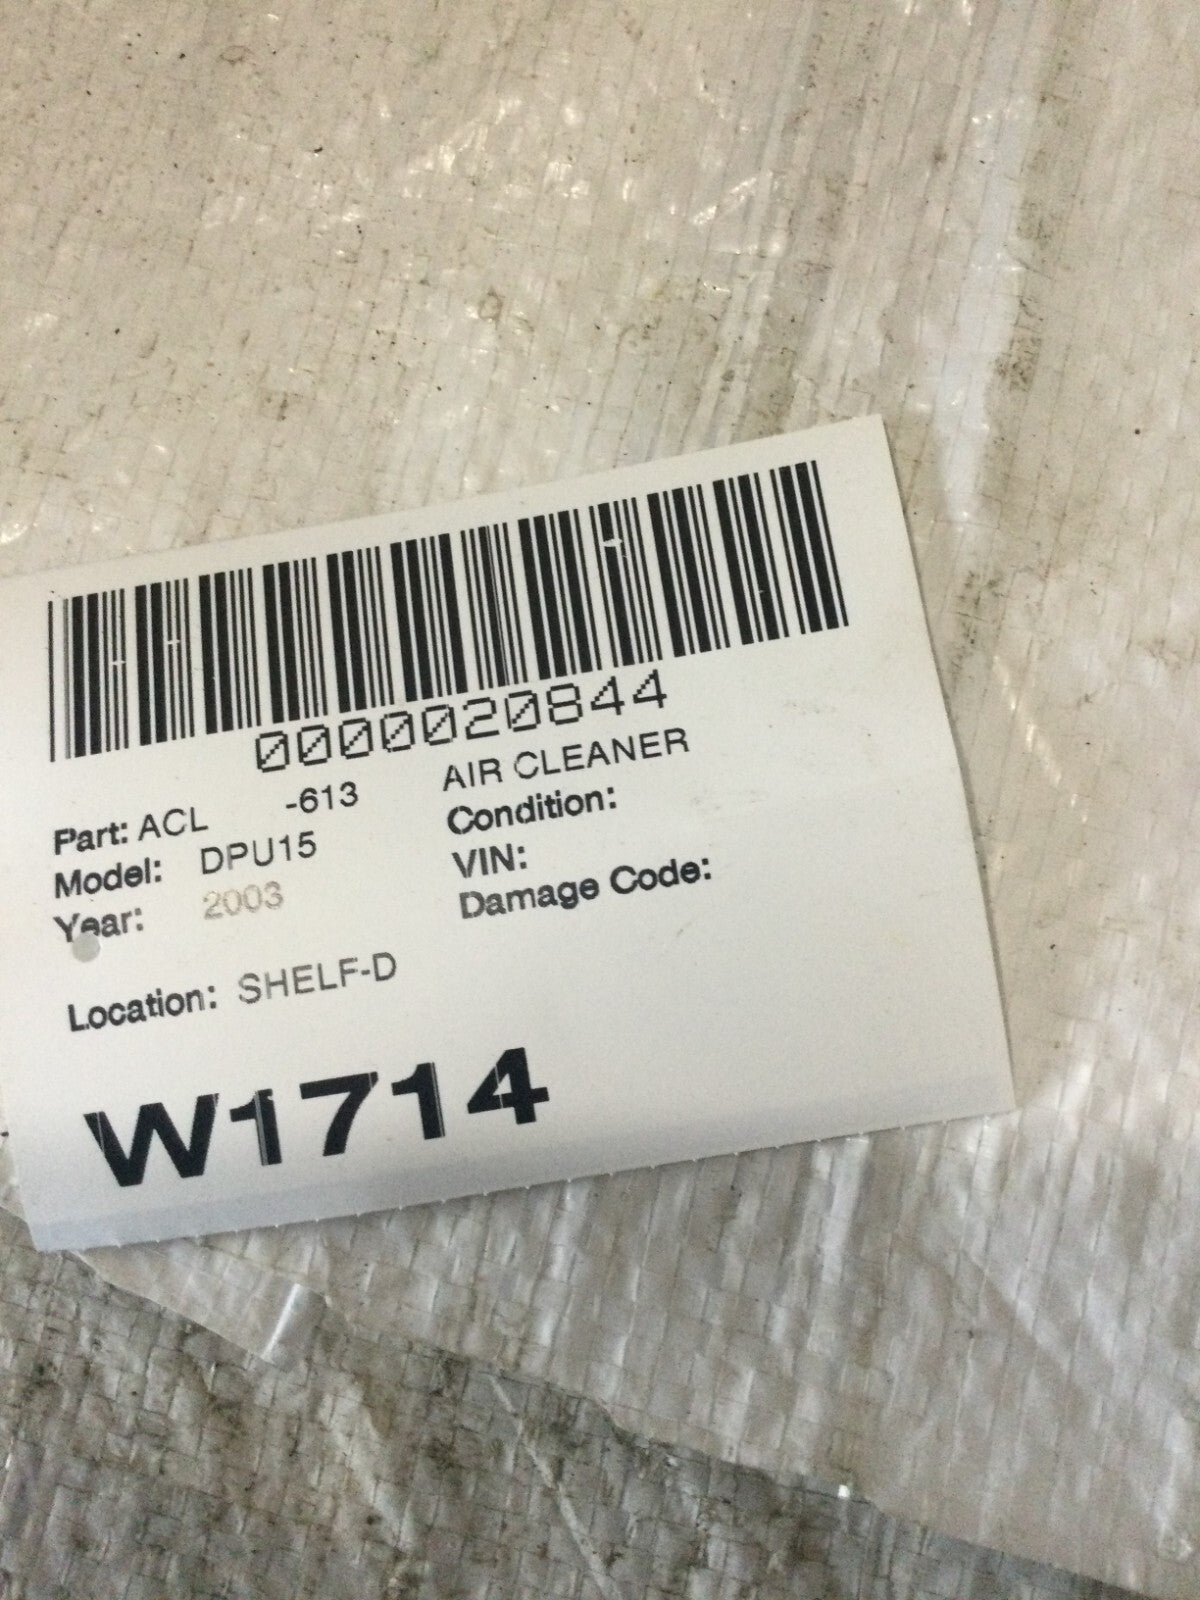 0000020844
Part: ACL -613 AIR CLEANER
Model: DPU15 Condition:
Year: 2003 VIN:
Damage Code:
Location: SHELF-D
W1714